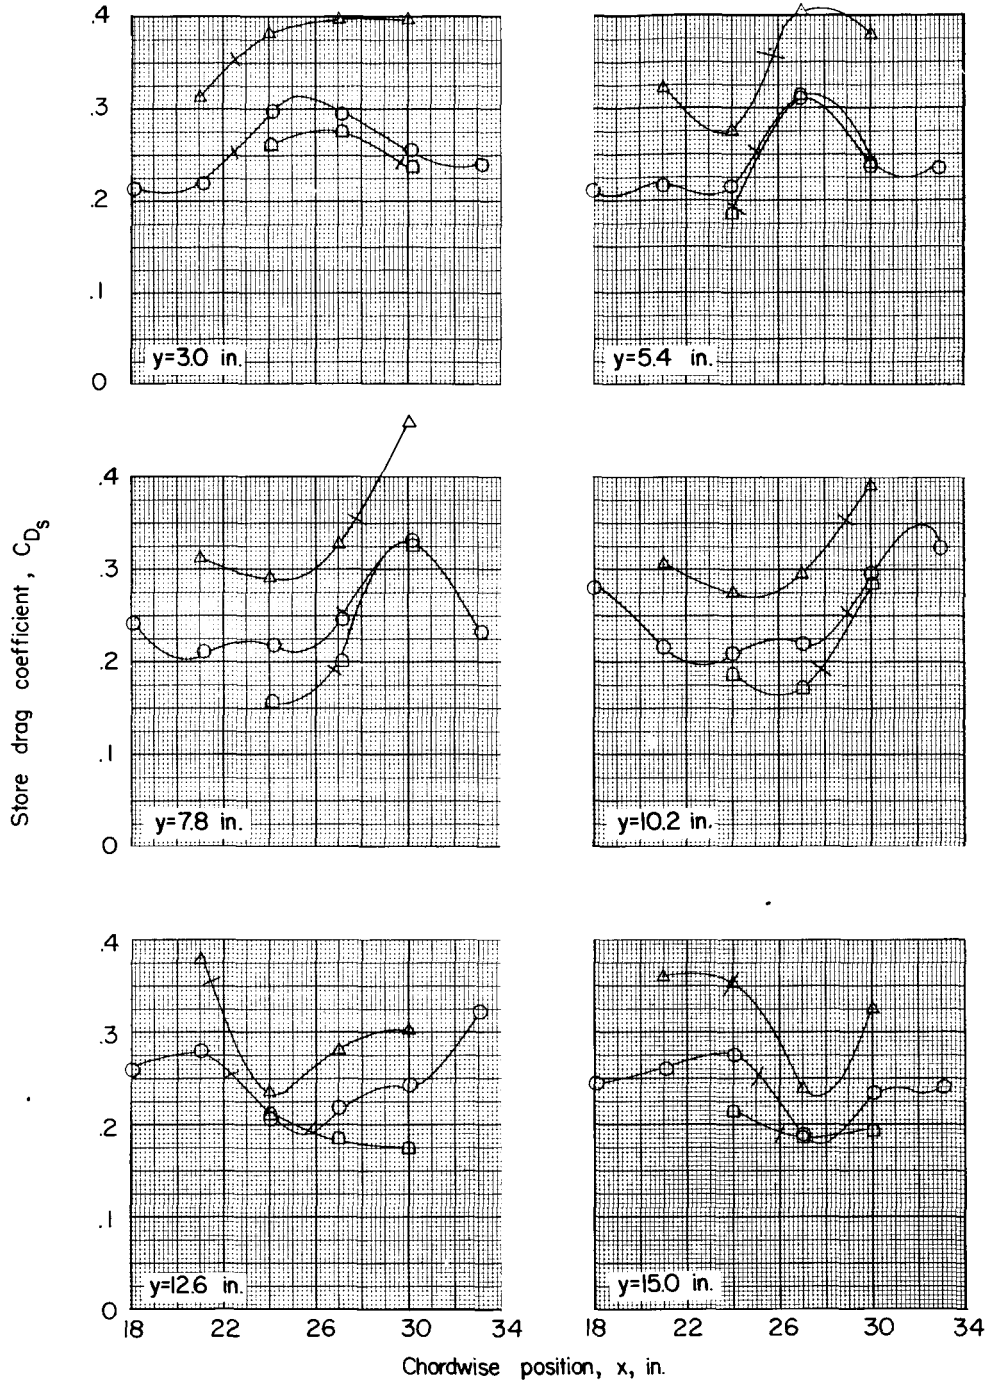 .4
.3
.2
.1
0
y=3.0 in.
y=5.4 in.
.4
.3
.2
.1
0
y=7.8 in.
y=10.2 in.
Store drag coefficient, C_Ds
.4
.3
.2
.1
0
y=12.6 in.
y=15.0 in.
18 22 26 30 34
18 22 26 30 34
Chordwise position, x, in.